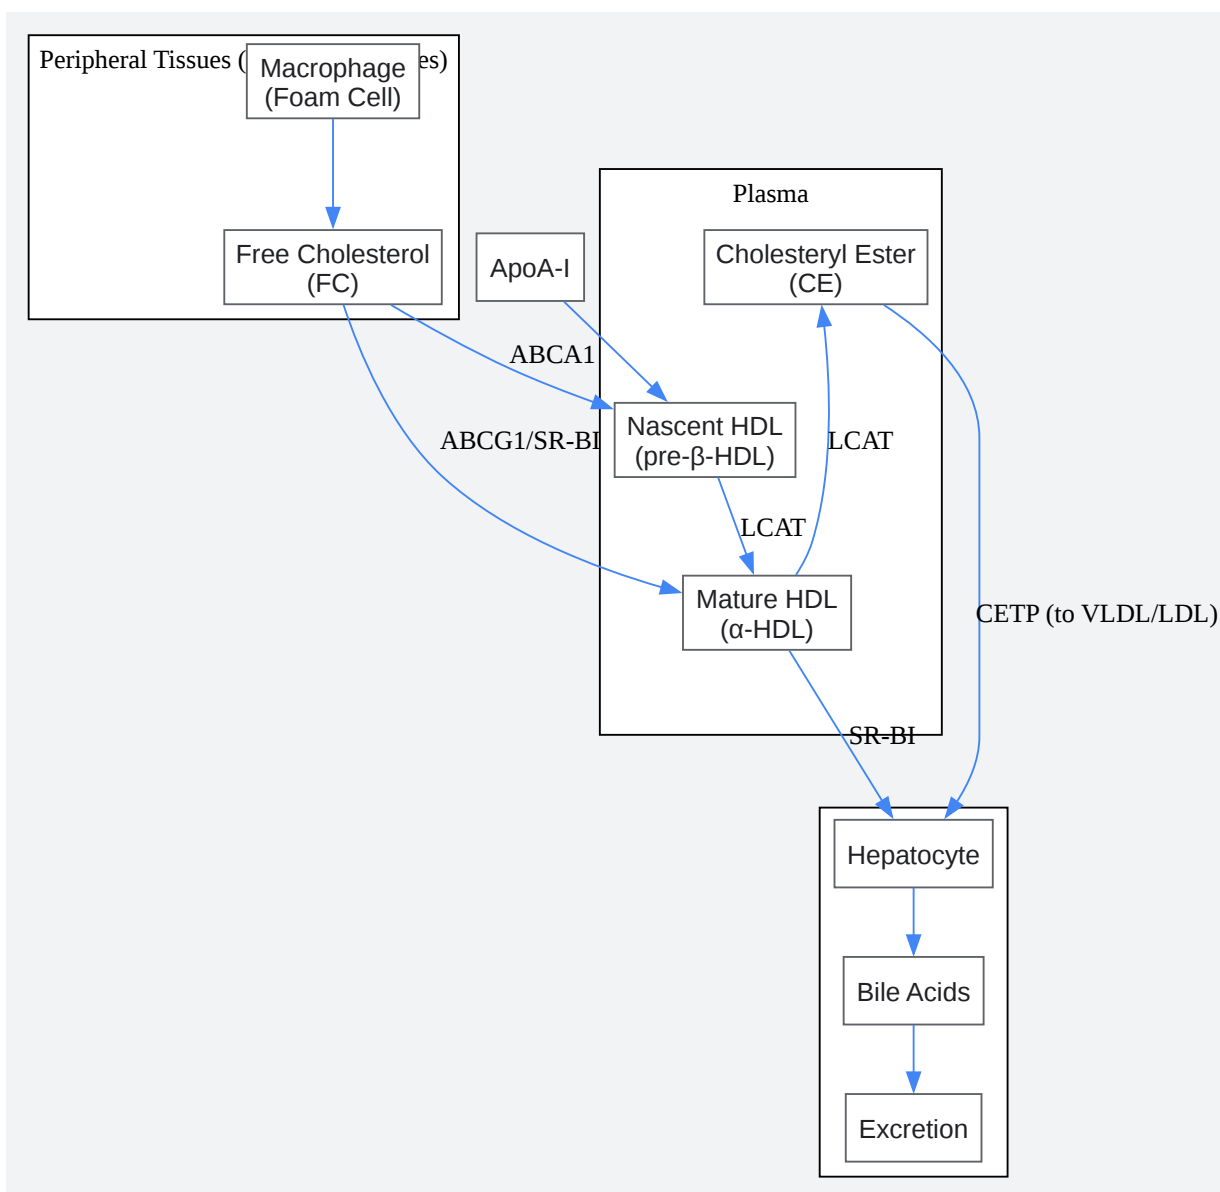 Peripheral Tissues ( es)
Macrophage
(Foam Cell)
Plasma
Free Cholesterol
(FC)
ApoA-I
Cholesteryl Ester
(CE)
ABCA1
Nascent HDL
(pre-β-HDL)
ABCG1/SR-BI
LCAT
LCAT
Mature HDL
(α-HDL)
CETP (to VLDL/LDL)
SR-BI
Hepatocyte
Bile Acids
Excretion